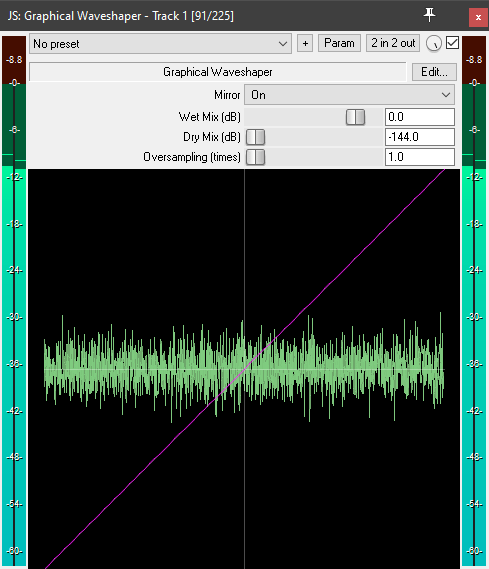 JS: Graphical Waveshaper - Track 1 [91/225]
x
No preset
+
Param
2 in 2 out
Graphical Waveshaper
Edit...
Mirror
On
Wet Mix (dB)
0.0
Dry Mix (dB)
-144.0
Oversampling (times)
1.0
-8.8
-0-
-6-
-12-
-18-
-24-
-30-
-36-
-42-
-48-
-54-
-60-
-8.8
-0-
-6-
-12-
-18-
-24-
-30-
-36-
-42-
-48-
-54-
-60-